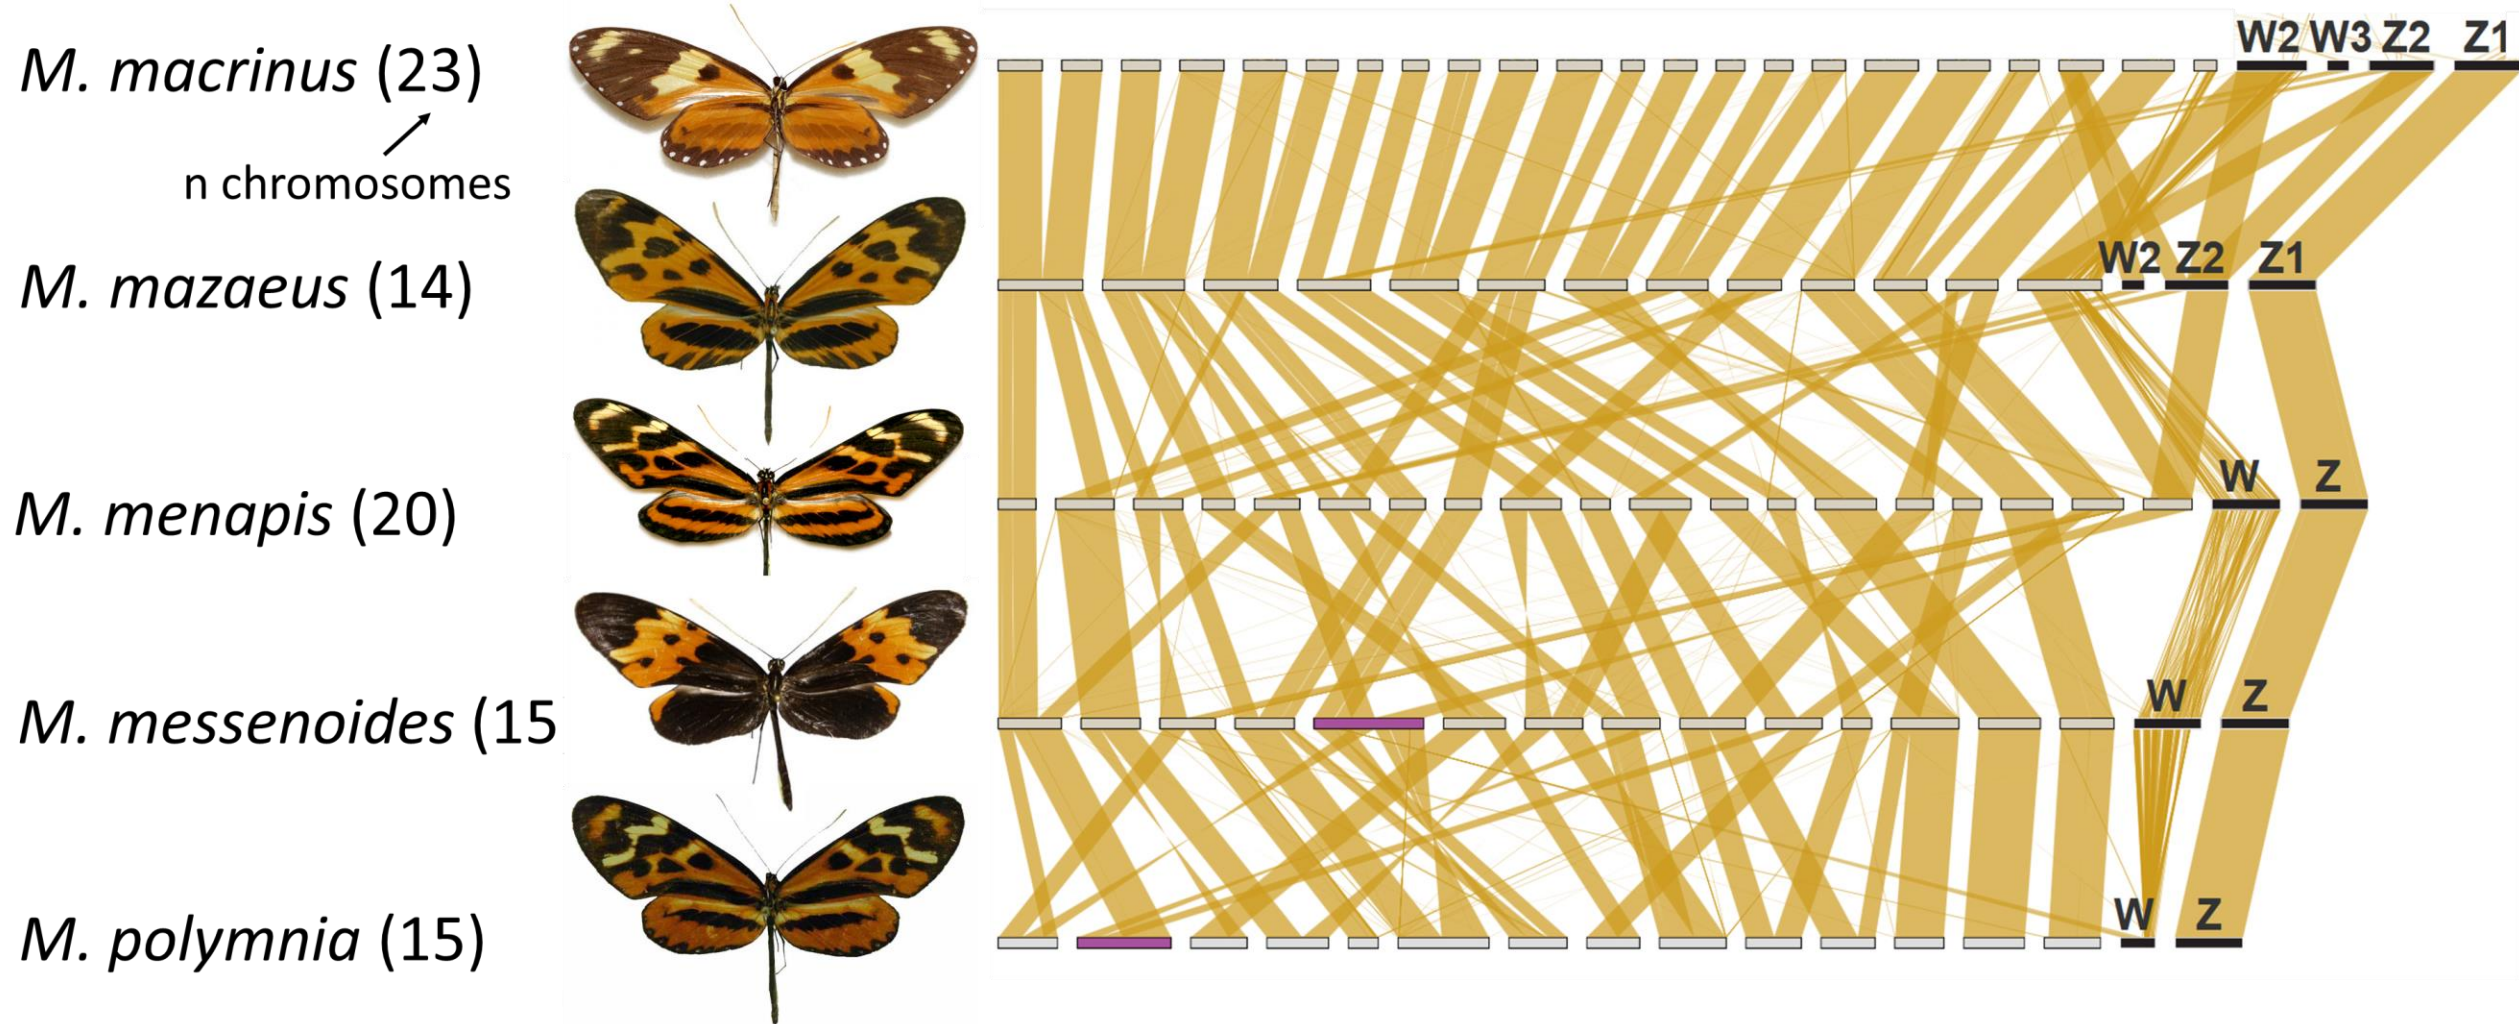 M. macrinus (23)
n chromosomes
M. mazaeus (14)
M. menapis (20)
M. messenoides (15
M. polymnia (15)
W2 W3 Z2 Z1
W2 Z2 Z1
W Z
W Z
W Z